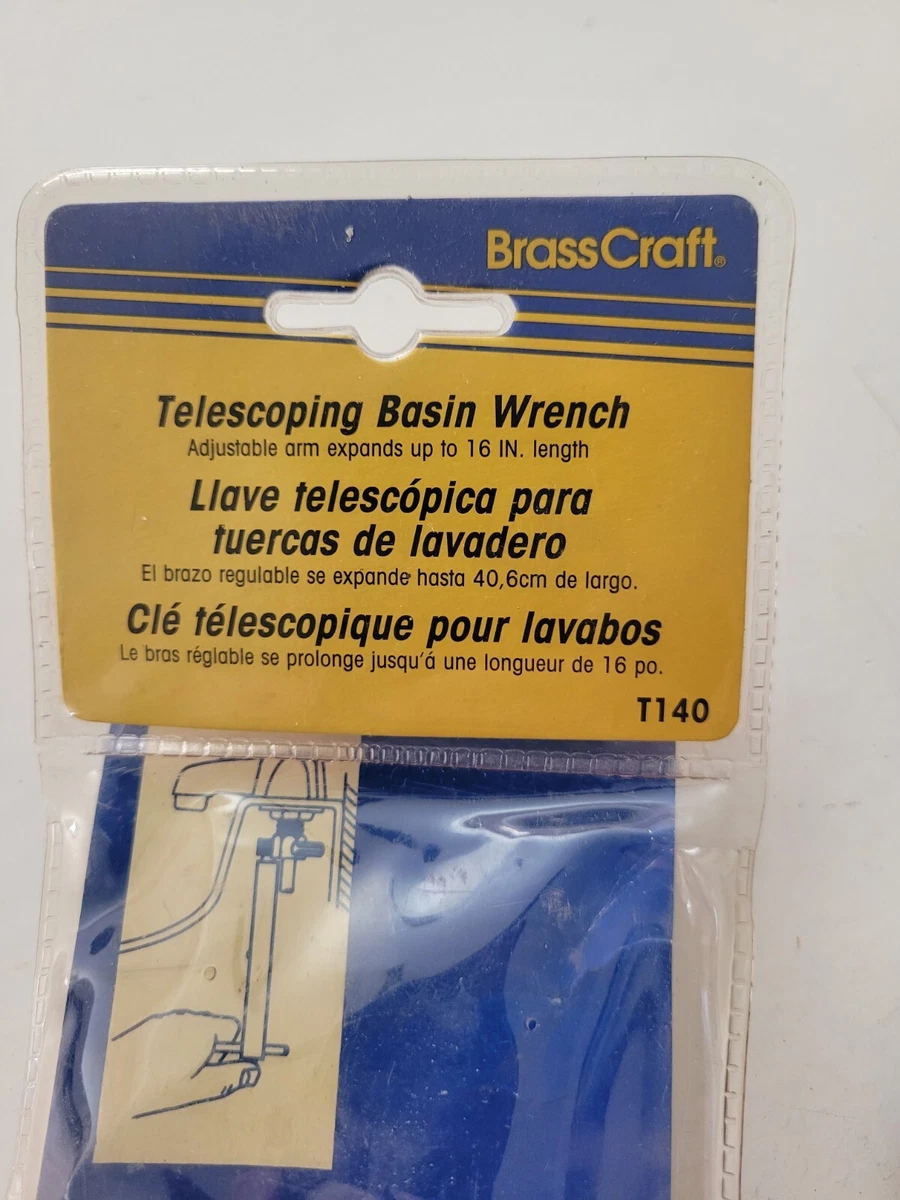 BrassCraft®
Telescoping Basin Wrench
Adjustable arm expands up to 16 IN. length
Llave telescópica para
tuercas de lavadero
El brazo regulable se expande hasta 40,6cm de largo.
Clé télescopique pour lavabos
Le bras réglable se prolonge jusqu'á une longueur de 16 po.
T140